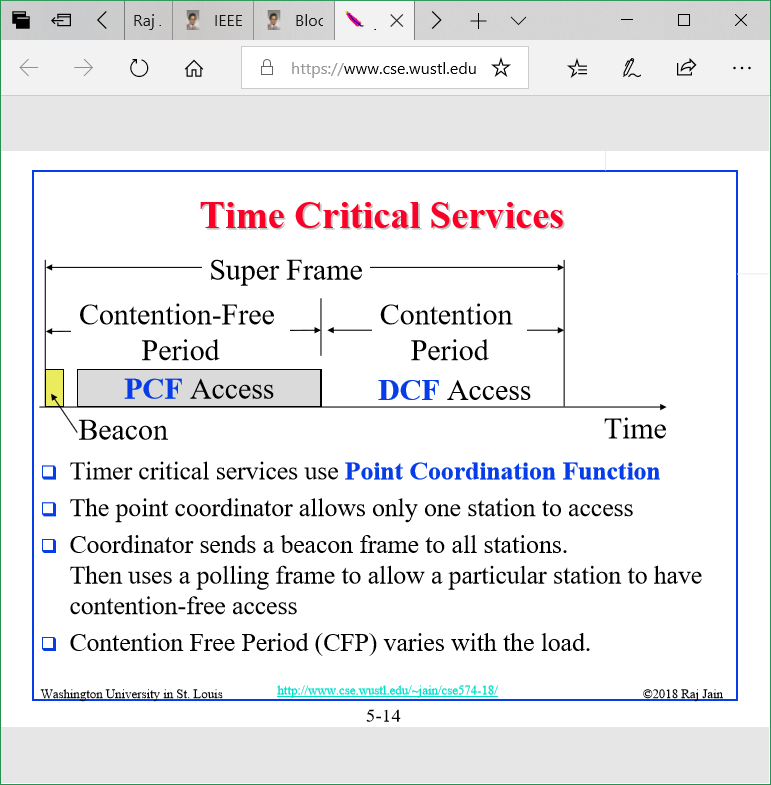 Raj .
IEEE
Bloc
.
https://www.cse.wustl.edu
Time Critical Services
Super Frame
Contention-Free
Period
Contention
Period
PCF Access
DCF Access
Beacon
Time
❑ Timer critical services use Point Coordination Function
❑ The point coordinator allows only one station to access
❑ Coordinator sends a beacon frame to all stations.
Then uses a polling frame to allow a particular station to have
contention-free access
❑ Contention Free Period (CFP) varies with the load.
Washington University in St. Louis
http://www.cse.wustl.edu/~jain/cse574-18/
©2018 Raj Jain
5-14